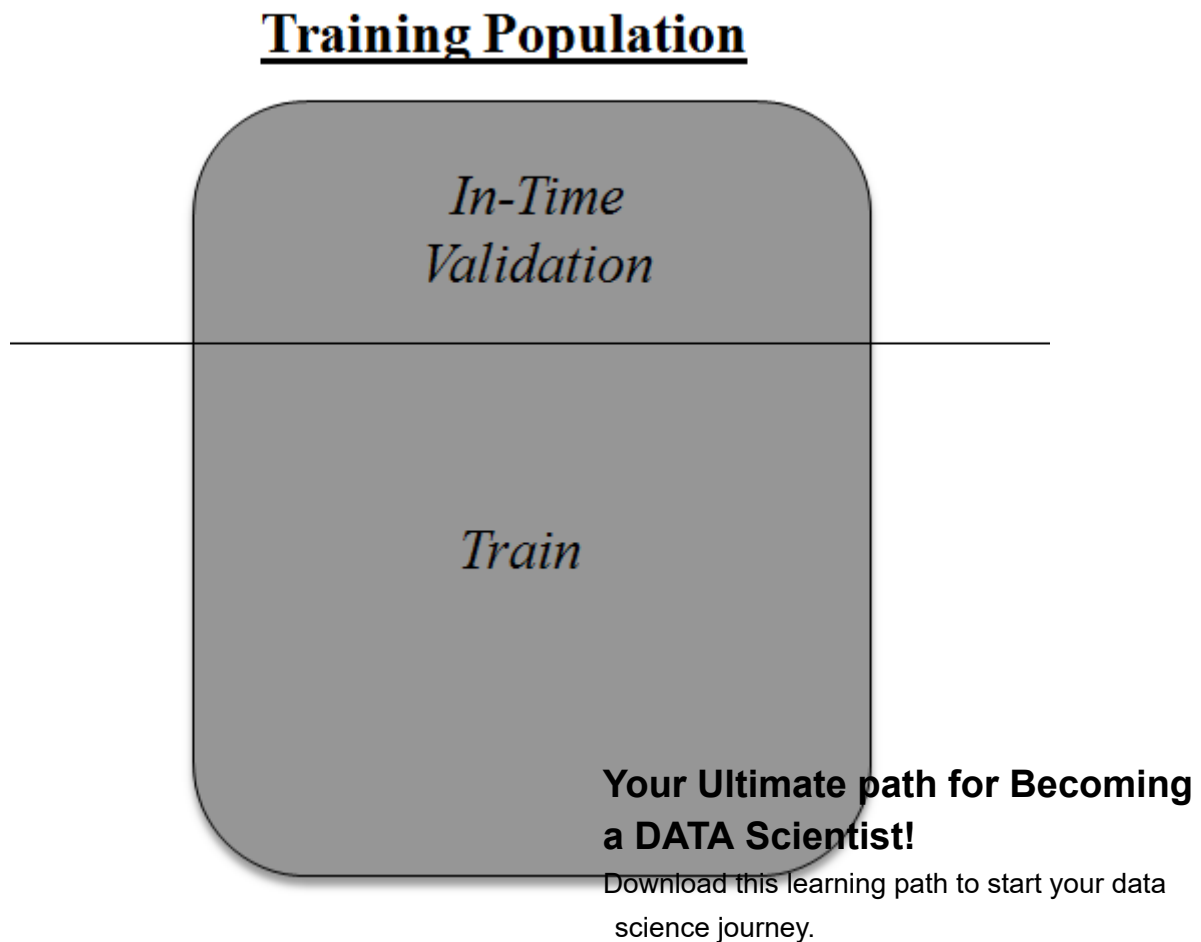 Training Population
In-Time
Validation
Train
Your Ultimate path for Becoming
a DATA Scientist!
Download this learning path to start your data
science journey.